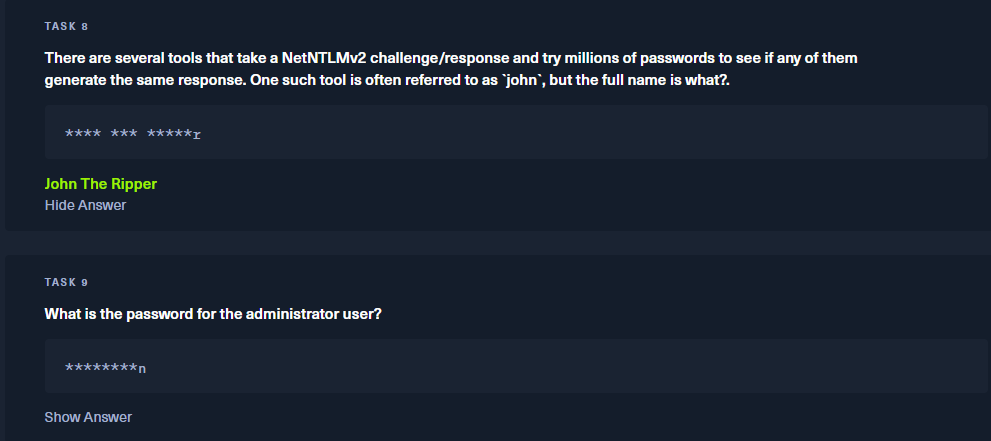 TASK 8
There are several tools that take a NetNTLMv2 challenge/response and try millions of passwords to see if any of them
generate the same response. One such tool is often referred to as `john`, but the full name is what?.
**** *** *****r
John The Ripper
Hide Answer
TASK 9
What is the password for the administrator user?
********n
Show Answer